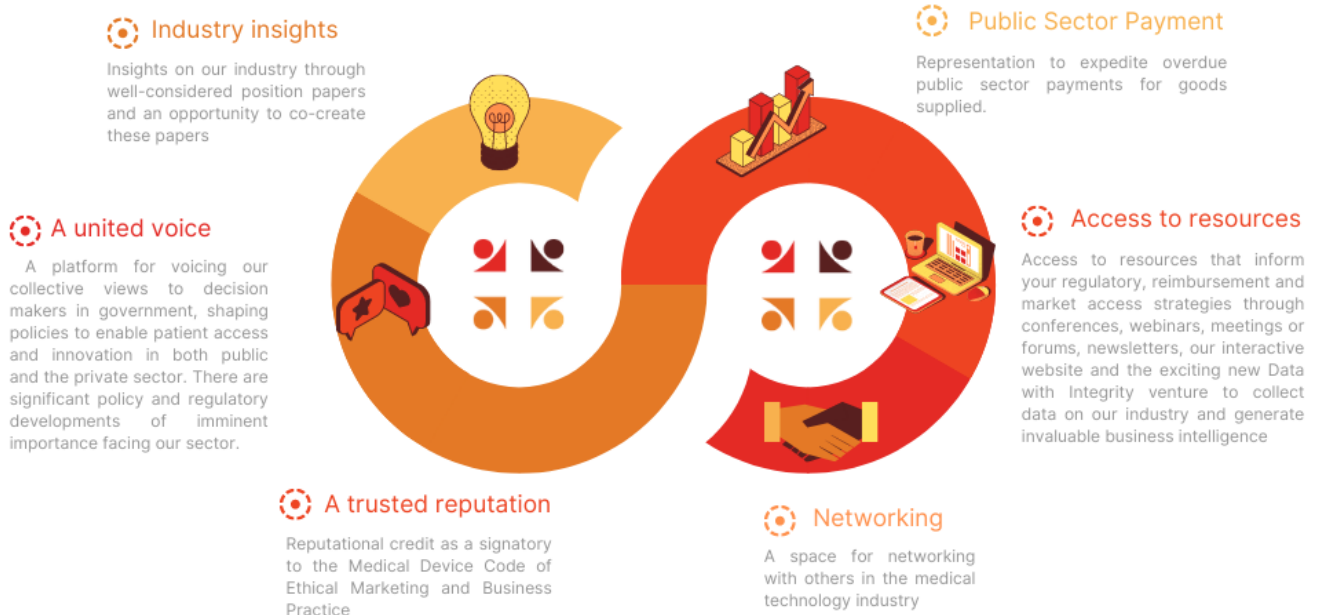 Industry insights
Insights on our industry through
well-considered position papers
and an opportunity to co-create
these papers
Public Sector Payment
Representation to expedite overdue
public sector payments for goods
supplied.
A united voice
A platform for voicing our
collective views to decision
makers in government, shaping
policies to enable patient access
and innovation in both public
and the private sector. There are
significant policy and regulatory
developments of imminent
importance facing our sector.
Access to resources
Access to resources that inform
your regulatory, reimbursement and
market access strategies through
conferences, webinars, meetings or
forums, newsletters, our interactive
website and the exciting new Data
with Integrity venture to collect
data on our industry and generate
invaluable business intelligence
A trusted reputation
Reputational credit as a signatory
to the Medical Device Code of
Ethical Marketing and Business
Practice
Networking
A space for networking
with others in the medical
technology industry